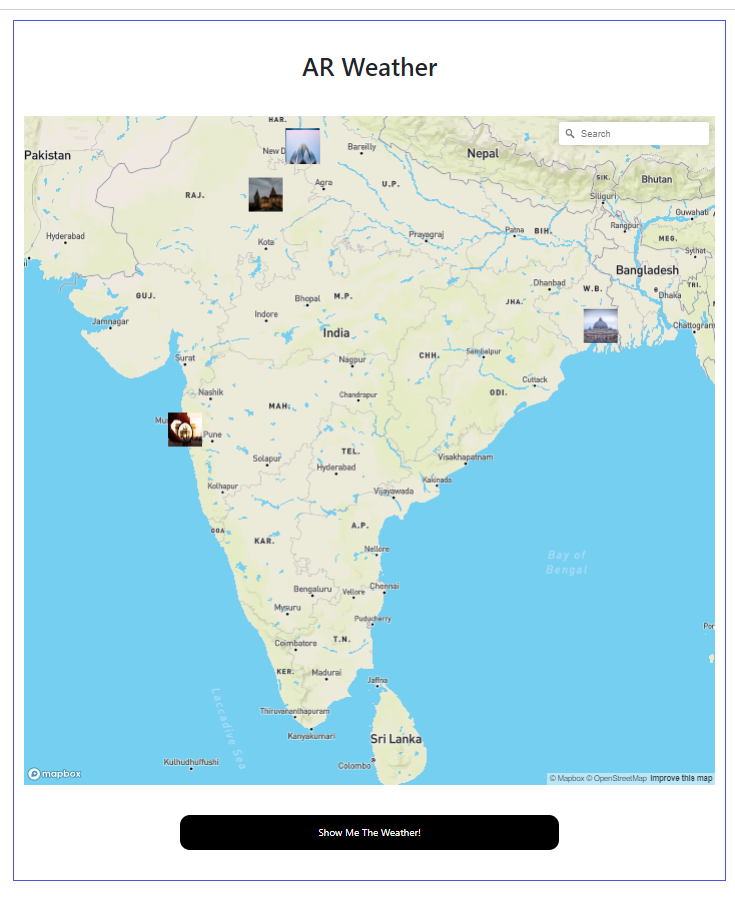 AR Weather
HAR.
Search
New D
Bareilly
Pakistan
Nepal
SIK.
Bhutan
RAJ.
Agra
U.P.
Siliguri
Guwahati
Hyderabad
Kota
Prayagraj
Patna
BIH.
Rangpur
MEG.
Sylhet
Bangladesh
GUJ.
Bhopal
M.P.
Dhanbad
W.B.
TRI.
JHA.
Dhaka
Jamnagar
Indore
India
Chattogram
Surat
Nagpur
CHH.
Sambalpur
Nashik
Chandrapur
Cuttack
ODI.
MAH.
Mu
Pune
Solapur
TEL.
Hyderabad
Visakhapatnam
Kolhapur
Vijayawada
Kakinada
GOA
A.P.
KAR.
Nellore
Bay of
Bengal
Bengaluru
Vellore
Chennai
Mysuru
Puducherry
Por
Coimbatore
T.N.
KER.
Madurai
Jaffna
Laccadive Sea
Thiruvananthapuram
Kanyakumari
Sri Lanka
Kulhudhuffushi
Colombo
mapbox
© Mapbox © OpenStreetMap Improve this map
Show Me The Weather!